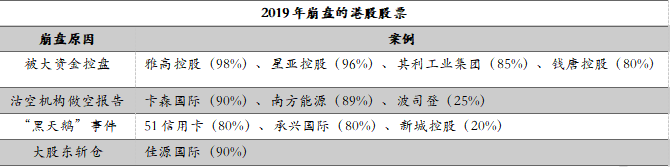 2019年崩盘的港股股票
崩盘原因 案例
被大资金控盘 雅高控股（98%）、星亚控股（96%）、其利工业集团（85%）、钱唐控股（80%）
沽空机构做空报告 卡森国际（90%）、南方能源（89%）、波司登（25%）
“黑天鹅”事件 51信用卡（80%）、承兴国际（80%）、新城控股（20%）
大股东斩仓 佳源国际（90%）